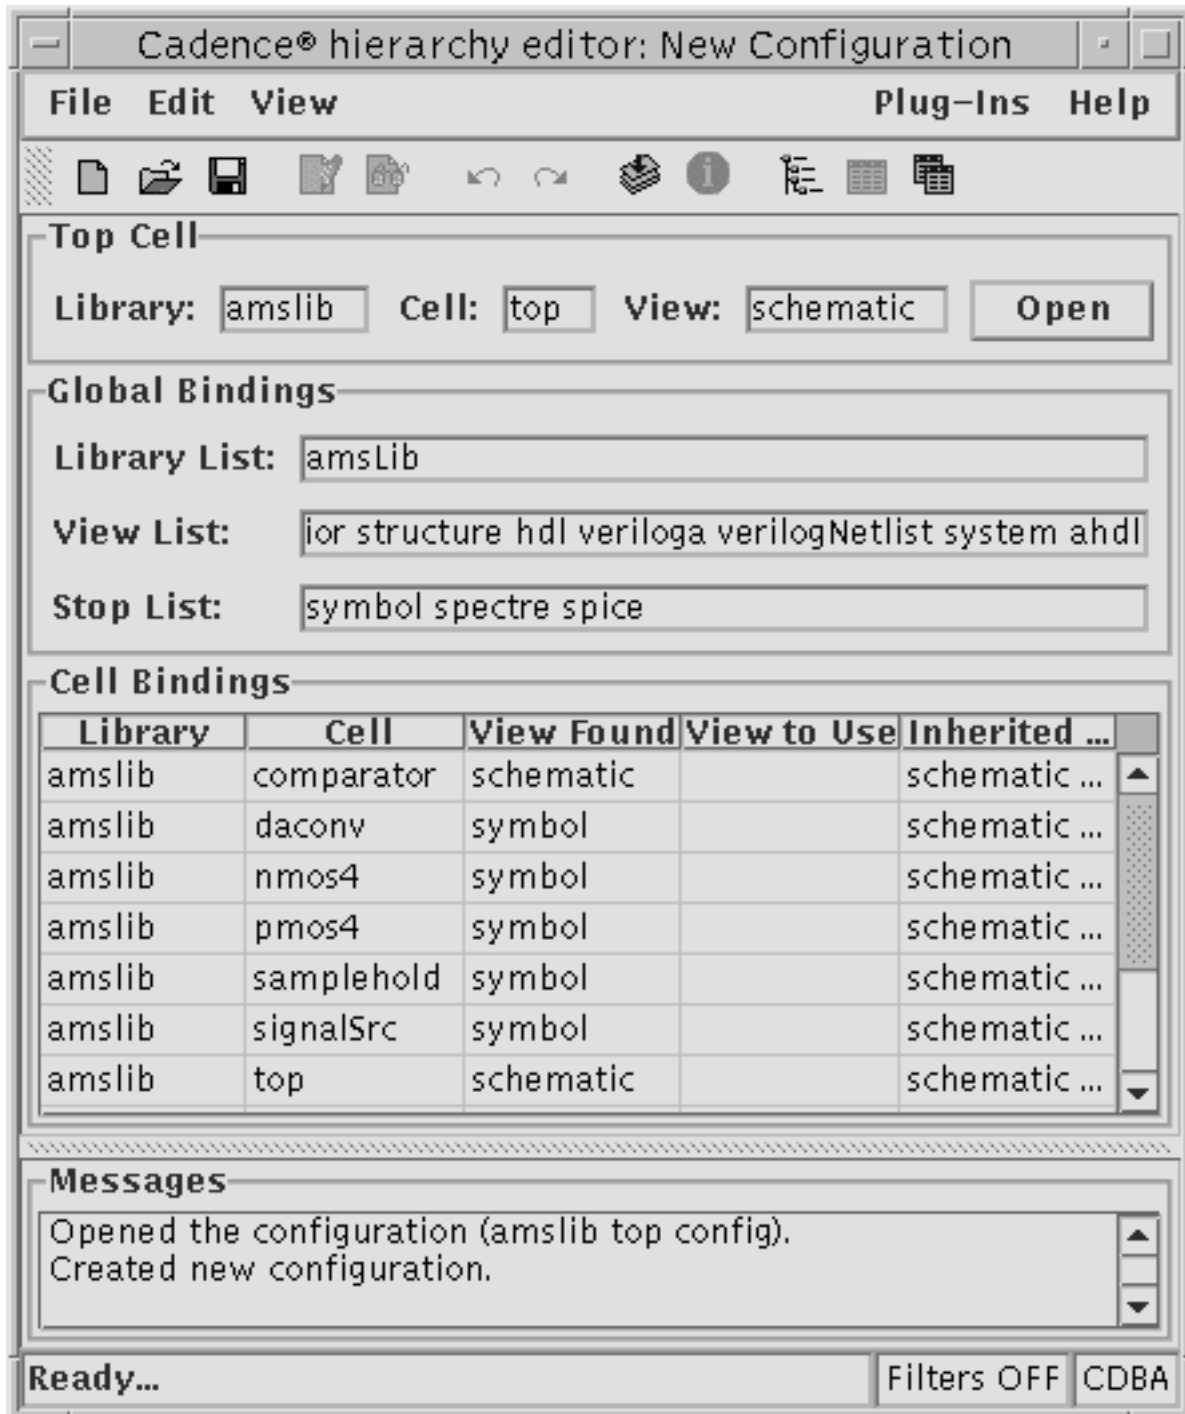 Cadence® hierarchy editor: New Configuration
File Edit View Plug-Ins Help
Top Cell
Library: amslib Cell: top View: schematic Open
Global Bindings
Library List: amsLib
View List: ior structure hdl veriloga verilogNetlist system ahdl
Stop List: symbol spectre spice
Cell Bindings
Library Cell View Found View to Use Inherited ...
amslib comparator schematic schematic ...
amslib daconv symbol schematic ...
amslib nmos4 symbol schematic ...
amslib pmos4 symbol schematic ...
amslib samplehold symbol schematic ...
amslib signalSrc symbol schematic ...
amslib top schematic schematic ...
Messages
Opened the configuration (amslib top config).
Created new configuration.
Ready... Filters OFF CDBA